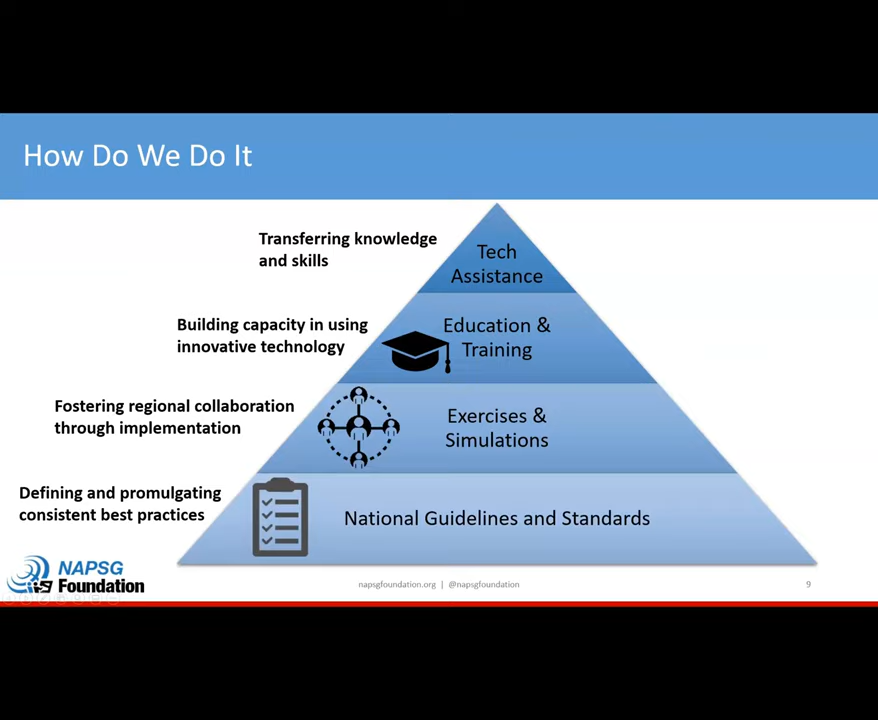 How Do We Do It
Transferring knowledge
and skills
Tech
Assistance
Building capacity in using
innovative technology
Education &
Training
Fostering regional collaboration
through implementation
Exercises &
Simulations
Defining and promulgating
consistent best practices
National Guidelines and Standards
NAPSG
Foundation
napsgfoundation.org | @napsgfoundation
9